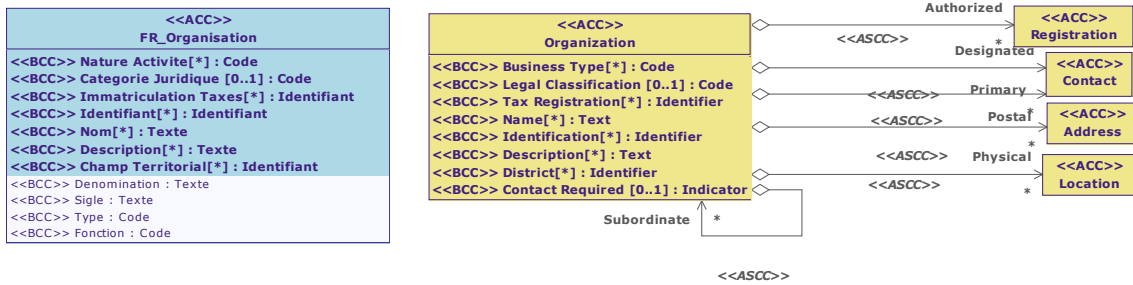 <<ACC>>
FR_Organisation
<<BCC>> Nature Activite[*] : Code
<<BCC>> Categorie Juridique [0..1] : Code
<<BCC>> Immatriculation Taxes[*] : Identifiant
<<BCC>> Identifiant[*] : Identifiant
<<BCC>> Nom[*] : Texte
<<BCC>> Description[*] : Texte
<<BCC>> Champ Territorial[*] : Identifiant
<<BCC>> Denomination : Texte
<<BCC>> Sigle : Texte
<<BCC>> Type : Code
<<BCC>> Fonction : Code
<<ACC>>
Organization
<<BCC>> Business Type[*] : Code
<<BCC>> Legal Classification [0..1] : Code
<<BCC>> Tax Registration[*] : Identifier
<<BCC>> Name[*] : Text
<<BCC>> Identification[*] : Identifier
<<BCC>> Description[*] : Text
<<BCC>> District[*] : Identifier
<<BCC>> Contact Required [0..1] : Indicator
Authorized
<<ASCC>>
*
<<ACC>>
Registration
Designated
<<ACC>>
Contact
<<ASCC>>
Primary
*
Postal
<<ASCC>>
<<ACC>>
Address
*
Physical
<<ASCC>>
<<ASCC>>
*
<<ACC>>
Location
Subordinate
*
<<ASCC>>